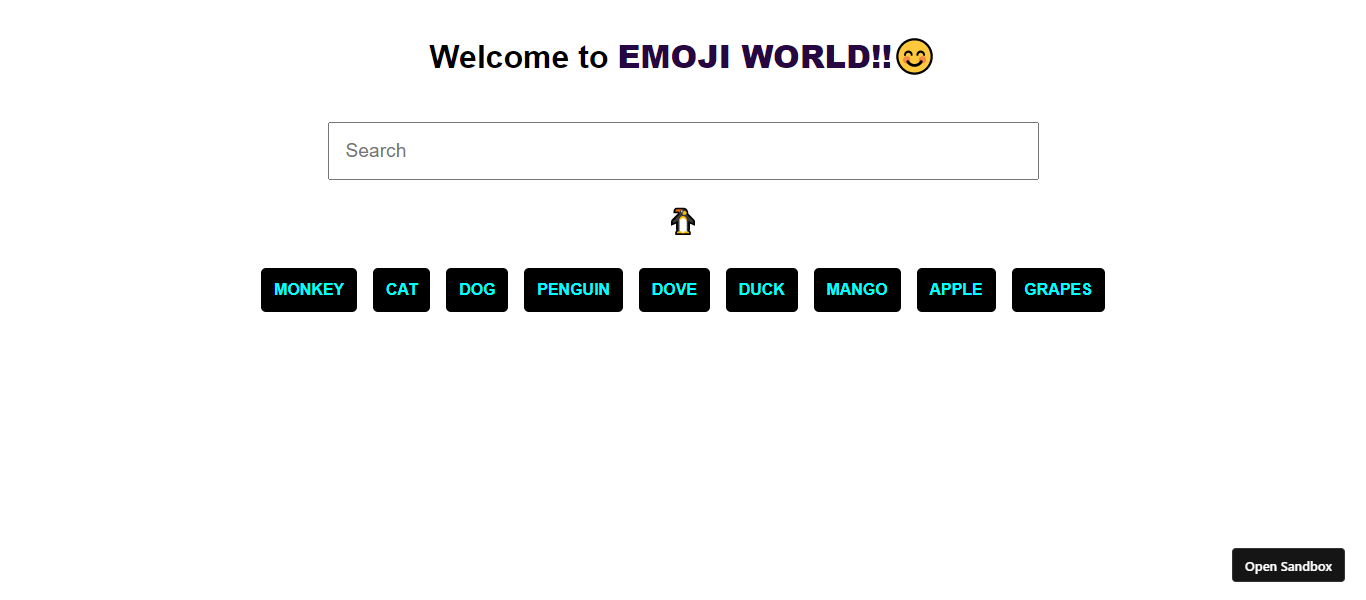 Welcome to EMOJI WORLD!!😊
Search
MONKEY CAT DOG PENGUIN DOVE DUCK MANGO APPLE GRAPES
Open Sandbox